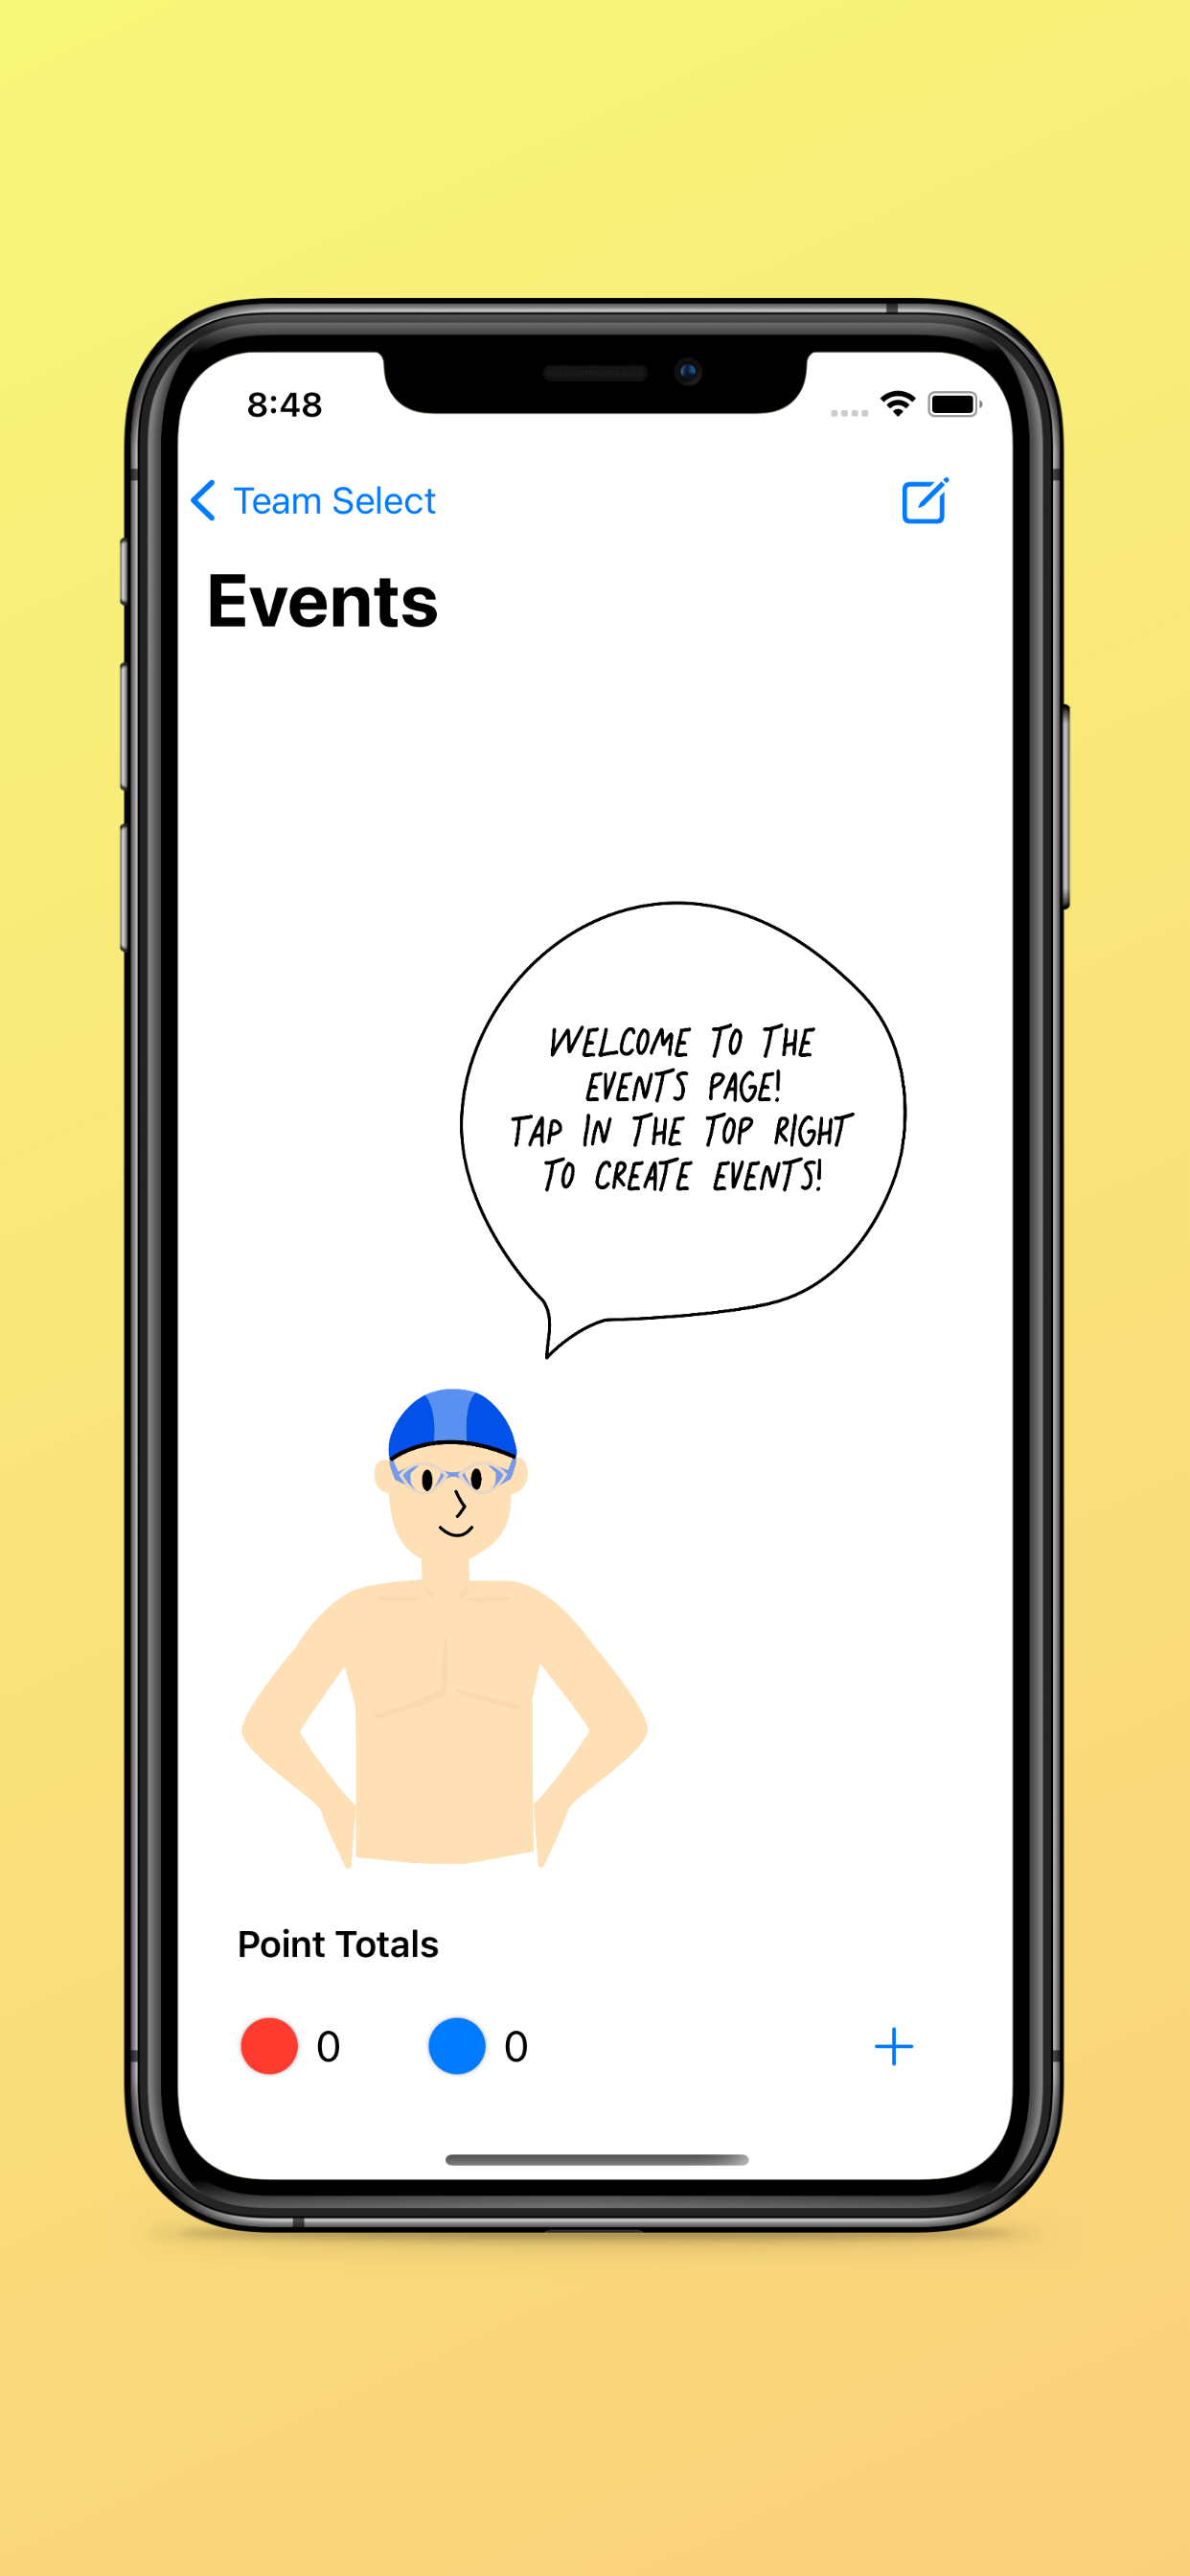 8:48
Team Select
Events
WELCOME TO THE
EVENTS PAGE!
TAP IN THE TOP RIGHT
TO CREATE EVENTS!
Point Totals
0 0